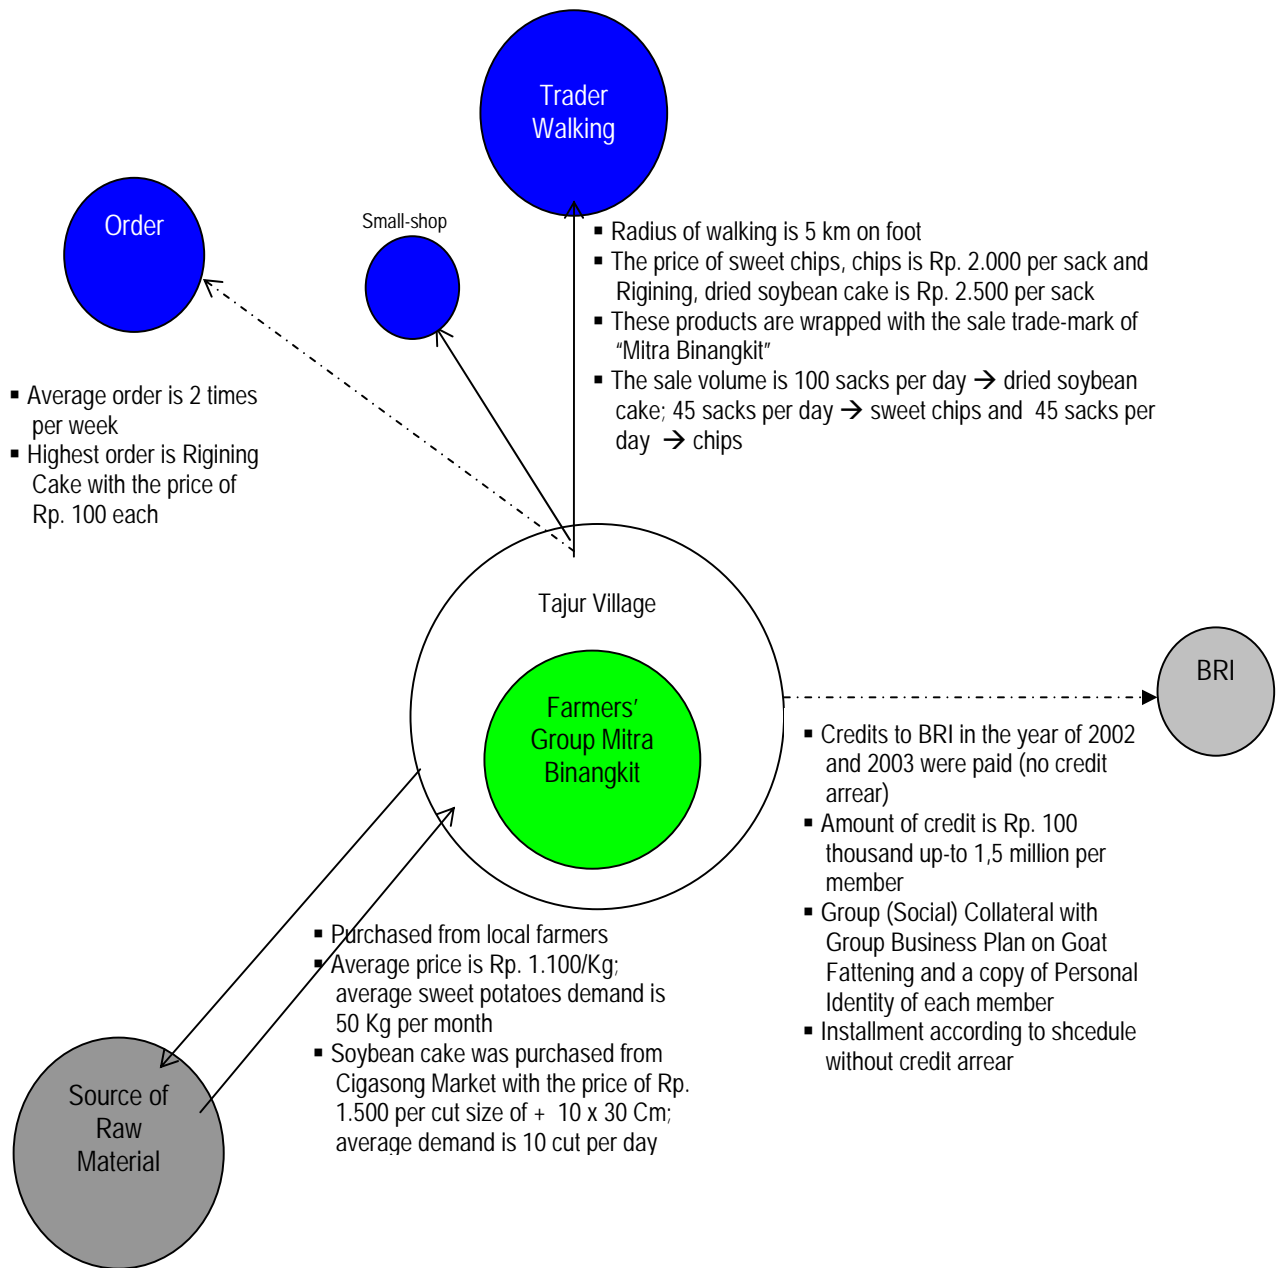 Trader
Walking
Order
Small-shop
▪ Radius of walking is 5 km on foot
▪ The price of sweet chips, chips is Rp. 2.000 per sack and
Rigining, dried soybean cake is Rp. 2.500 per sack
▪ These products are wrapped with the sale trade-mark of
“Mitra Binangkit”
▪ The sale volume is 100 sacks per day → dried soybean
cake; 45 sacks per day → sweet chips and 45 sacks per
day → chips
▪ Average order is 2 times
per week
▪ Highest order is Rigining
Cake with the price of
Rp. 100 each
Tajur Village
Farmers’
Group Mitra
Binangkit
BRI
▪ Credits to BRI in the year of 2002
and 2003 were paid (no credit
arrear)
▪ Amount of credit is Rp. 100
thousand up-to 1,5 million per
member
▪ Group (Social) Collateral with
Group Business Plan on Goat
Fattening and a copy of Personal
Identity of each member
▪ Installment according to shcedule
without credit arrear
▪ Purchased from local farmers
▪ Average price is Rp. 1.100/Kg;
average sweet potatoes demand is
50 Kg per month
▪ Soybean cake was purchased from
Cigasong Market with the price of Rp.
1.500 per cut size of + 10 x 30 Cm;
average demand is 10 cut per day
Source of
Raw
Material